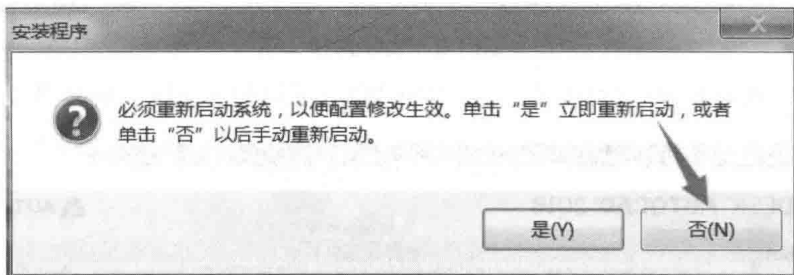 安装程序
必须重新启动系统，以便配置修改生效。单击“是”立即重新启动，或者
单击“否”以后手动重新启动。
是(Y)
否(N)